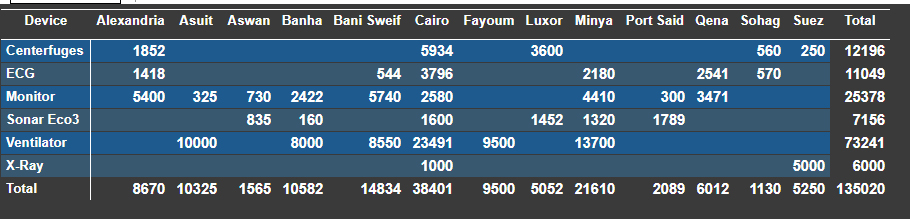 Device Alexandria Asuit Aswan Banha Bani Sweif Cairo Fayoum Luxor Minya Port Said Qena Sohag Suez Total
Centerfuges 1852 5934 3600 560 250 12196
ECG 1418 544 3796 2180 2541 570 11049
Monitor 5400 325 730 2422 5740 2580 4410 300 3471 25378
Sonar Eco3 835 160 1600 1452 1320 1789 7156
Ventilator 10000 8000 8550 23491 9500 13700 73241
X-Ray 1000 5000 6000
Total 8670 10325 1565 10582 14834 38401 9500 5052 21610 2089 6012 1130 5250 135020